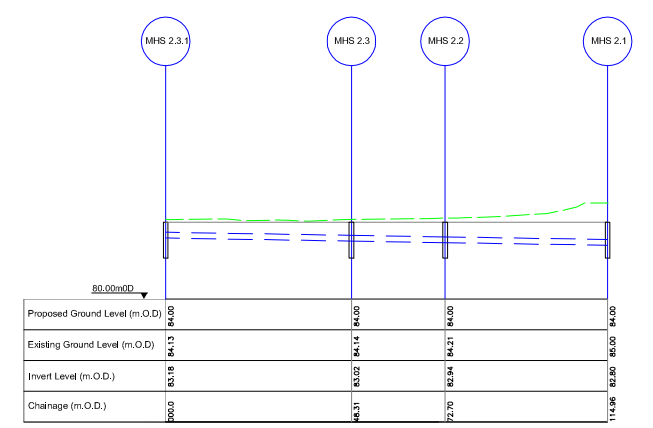 MHS 2.3.1 MHS 2.3 MHS 2.2 MHS 2.1
80.00m0D
Proposed Ground Level (m.O.D) 84.00 84.00 84.00 84.00
Existing Ground Level (m.O.D) 84.13 84.14 84.21 85.00
Invert Level (m.O.D.) 83.18 83.02 82.94 82.80
Chainage (m.O.D.) 000.0 48.31 72.70 114.96